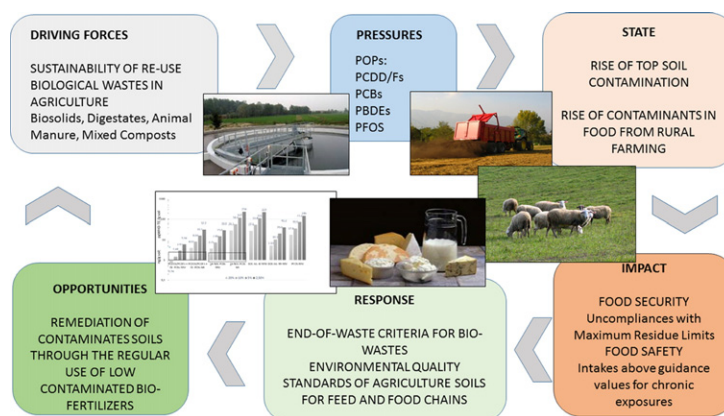 DRIVING FORCES
SUSTAINABILITY OF RE-USE
BIOLOGICAL WASTES IN
AGRICULTURE
Biosolids, Digestates, Animal
Manure, Mixed Composts
PRESSURES
POPs:
PCDD/Fs
PCBs
PBDEs
PFOS
STATE
RISE OF TOP SOIL
CONTAMINATION
RISE OF CONTAMINANTS IN
FOOD FROM RURAL
FARMING
IMPACT
FOOD SECURITY
Uncompliances with
Maximum Residue Limits
FOOD SAFETY
Intakes above guidance
values for chronic
exposures
RESPONSE
END-OF-WASTE CRITERIA FOR BIO-
WASTES
ENVIRONMENTAL QUALITY
STANDARDS OF AGRICULTURE SOILS
FOR FEED AND FOOD CHAINS
OPPORTUNITIES
REMEDIATION OF
CONTAMINATES SOILS
THROUGH THE REGULAR
USE OF LOW
CONTAMINATED BIO-
FERTILIZERS